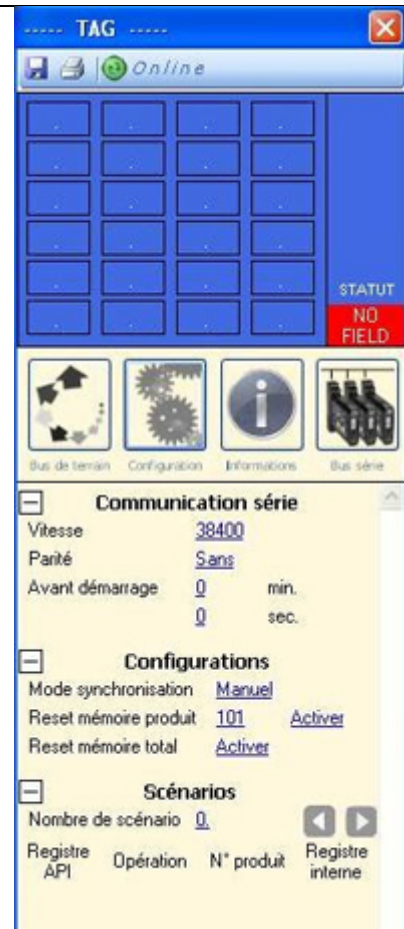 ----- TAG -----
Online
STATUT
NO
FIELD
Bus de terrain Configuration Informations Bus série
Communication série
Vitesse 38400
Parité Sans
Avant démarrage 0 min.
0 sec.
Configurations
Mode synchronisation Manuel
Reset mémoire produit 101 Activer
Reset mémoire total Activer
Scénarios
Nombre de scénario 0.
Registre API Opération N° produit Registre interne